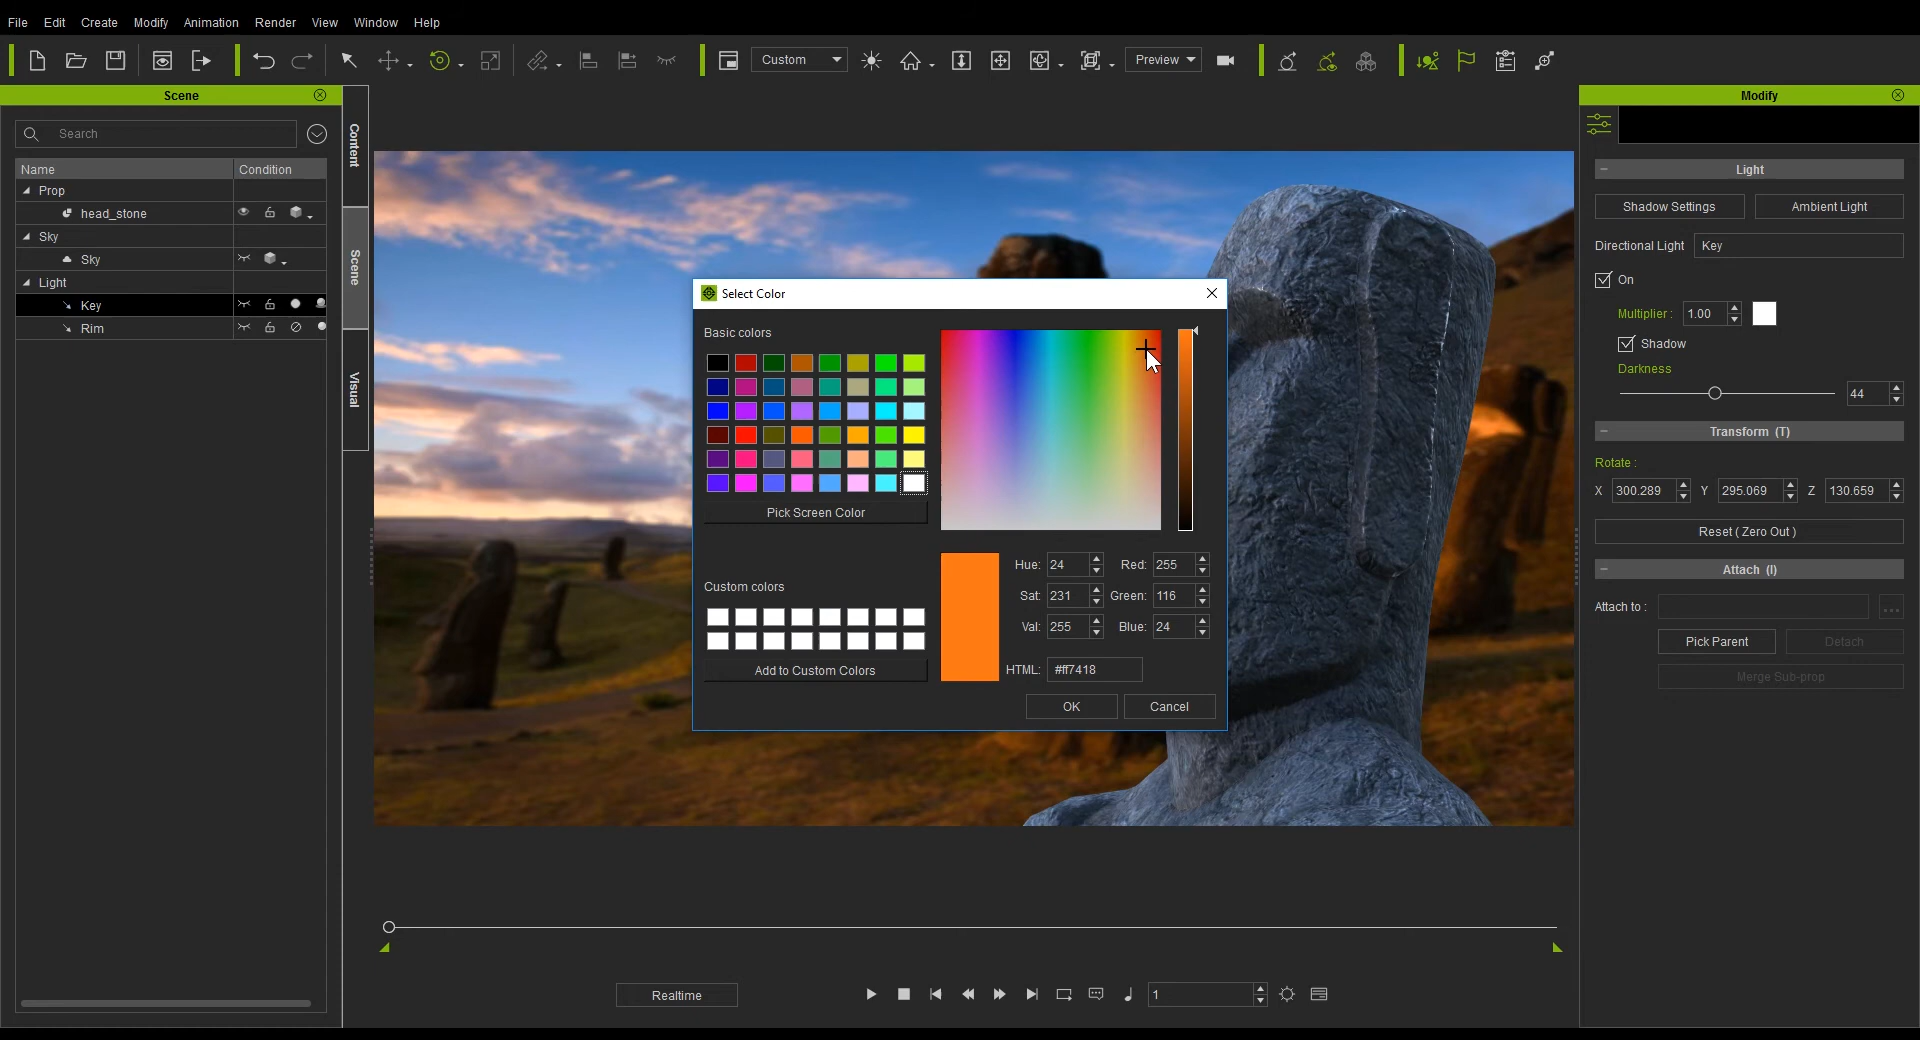 File Edit Create Modify Animation Render View Window Help
Custom Preview
Scene
Search
Name Condition
Prop
head_stone
Sky
Sky
Light
Key
Rim
Content
Scene
Visual
Select Color
Basic colors
Pick Screen Color
Custom colors
Add to Custom Colors
Hue: 24 Red: 255
Sat: 231 Green: 116
Val: 255 Blue: 24
HTML: #ff7418
OK Cancel
Realtime
1
Modify
Light
Shadow Settings Ambient Light
Directional Light Key
On
Multiplier : 1.00
Shadow
Darkness
44
Transform (T)
Rotate :
X 300.289 Y 295.069 Z 130.659
Reset ( Zero Out )
Attach (I)
Attach to : ...
Pick Parent Detach
Merge Sub-prop